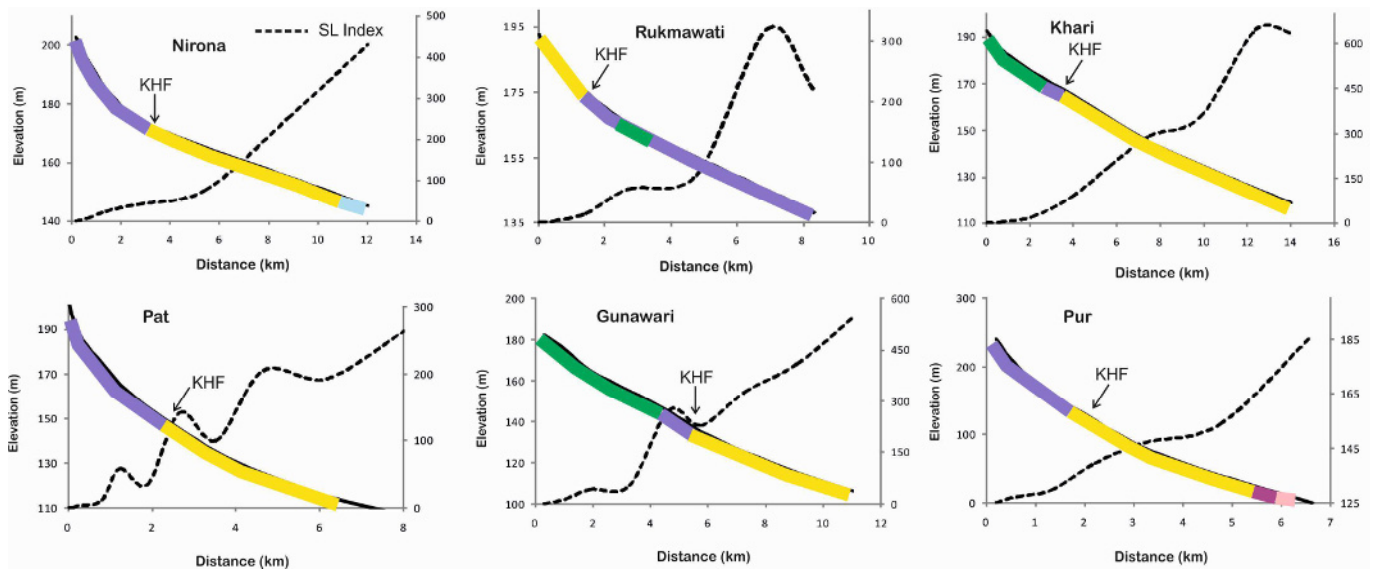 SL Index
Nirona
KHF
Elevation (m)
200
180
160
140
500
400
300
200
100
0
0 2 4 6 8 10 12 14
Distance (km)
Rukmawati
KHF
Elevation (m)
195
175
155
135
300
200
100
0
0 2 4 6 8 10
Distance (km)
Khari
KHF
Elevation (m)
190
170
150
130
110
600
450
300
150
0
0 2 4 6 8 10 12 14 16
Distance (km)
Pat
KHF
Elevation (m)
190
170
150
130
110
300
200
100
0
0 2 4 6 8
Distance (km)
Gunawari
KHF
Elevation (m)
200
180
160
140
120
100
600
450
300
150
0
0 2 4 6 8 10 12
Distance (km)
Pur
KHF
Elevation (m)
300
200
100
0
185
165
145
125
0 1 2 3 4 5 6 7
Distance (km)